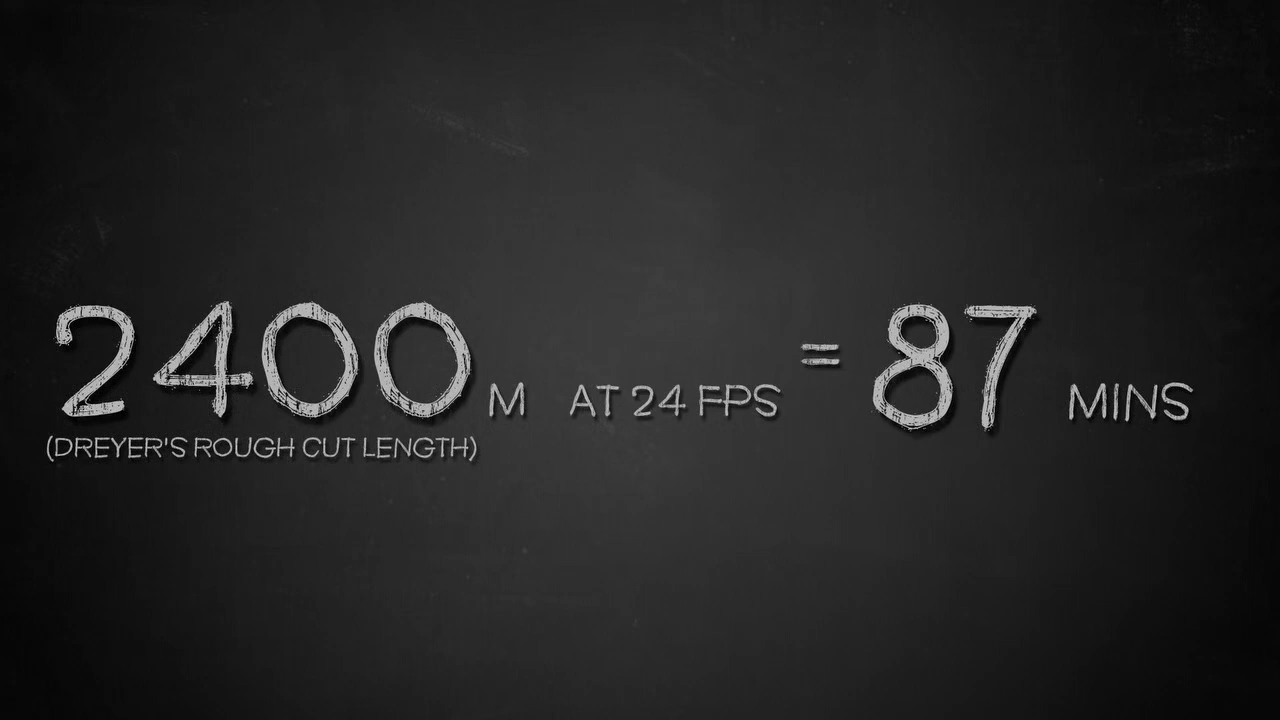 2400 M AT 24 FPS = 87 MINS
(DREYER'S ROUGH CUT LENGTH)